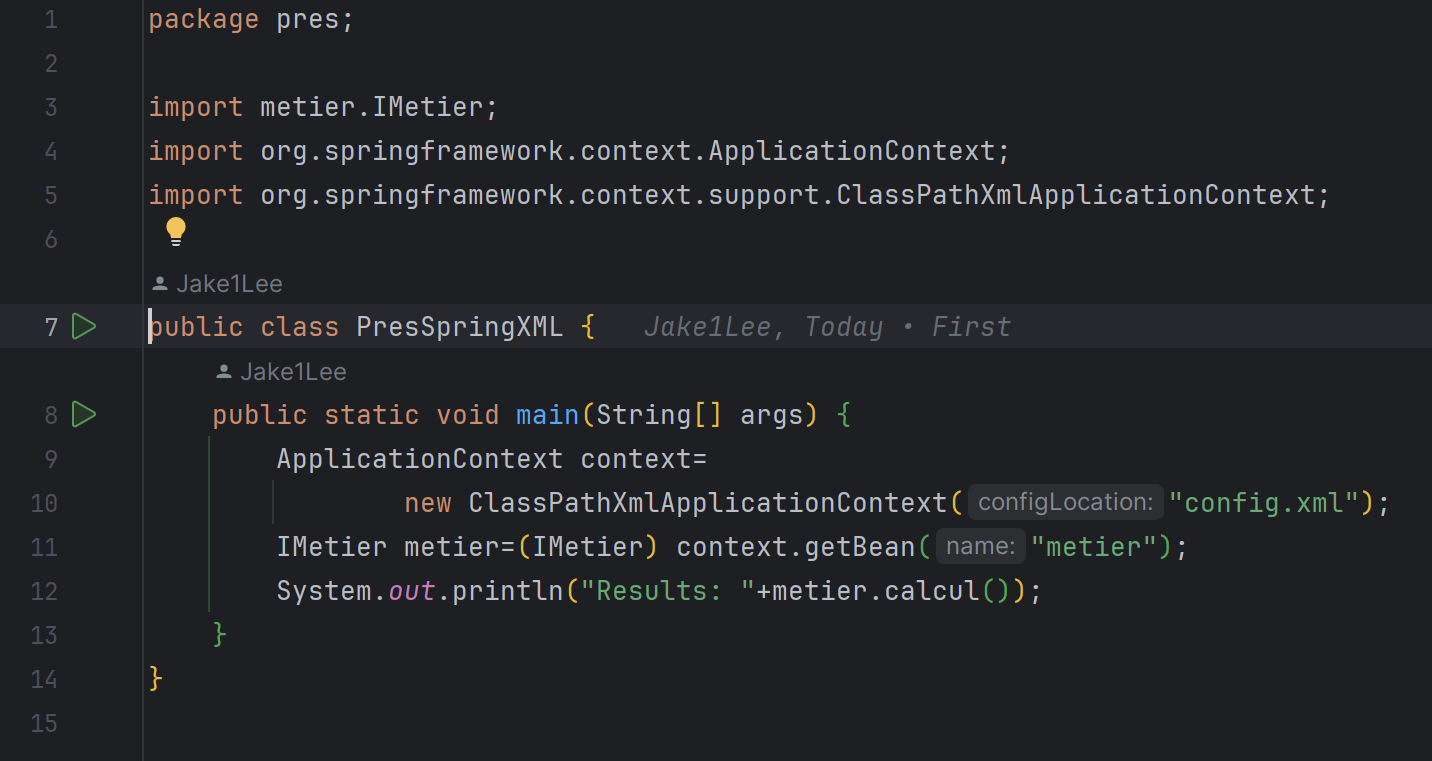 1 package pres;
2
3 import metier.IMetier;
4 import org.springframework.context.ApplicationContext;
5 import org.springframework.context.support.ClassPathXmlApplicationContext;
6
Jake1Lee
7 public class PresSpringXML { Jake1Lee, Today • First
Jake1Lee
8 public static void main(String[] args) {
9 ApplicationContext context=
10 new ClassPathXmlApplicationContext( configLocation: "config.xml");
11 IMetier metier=(IMetier) context.getBean( name: "metier");
12 System.out.println("Results: "+metier.calcul());
13 }
14 }
15